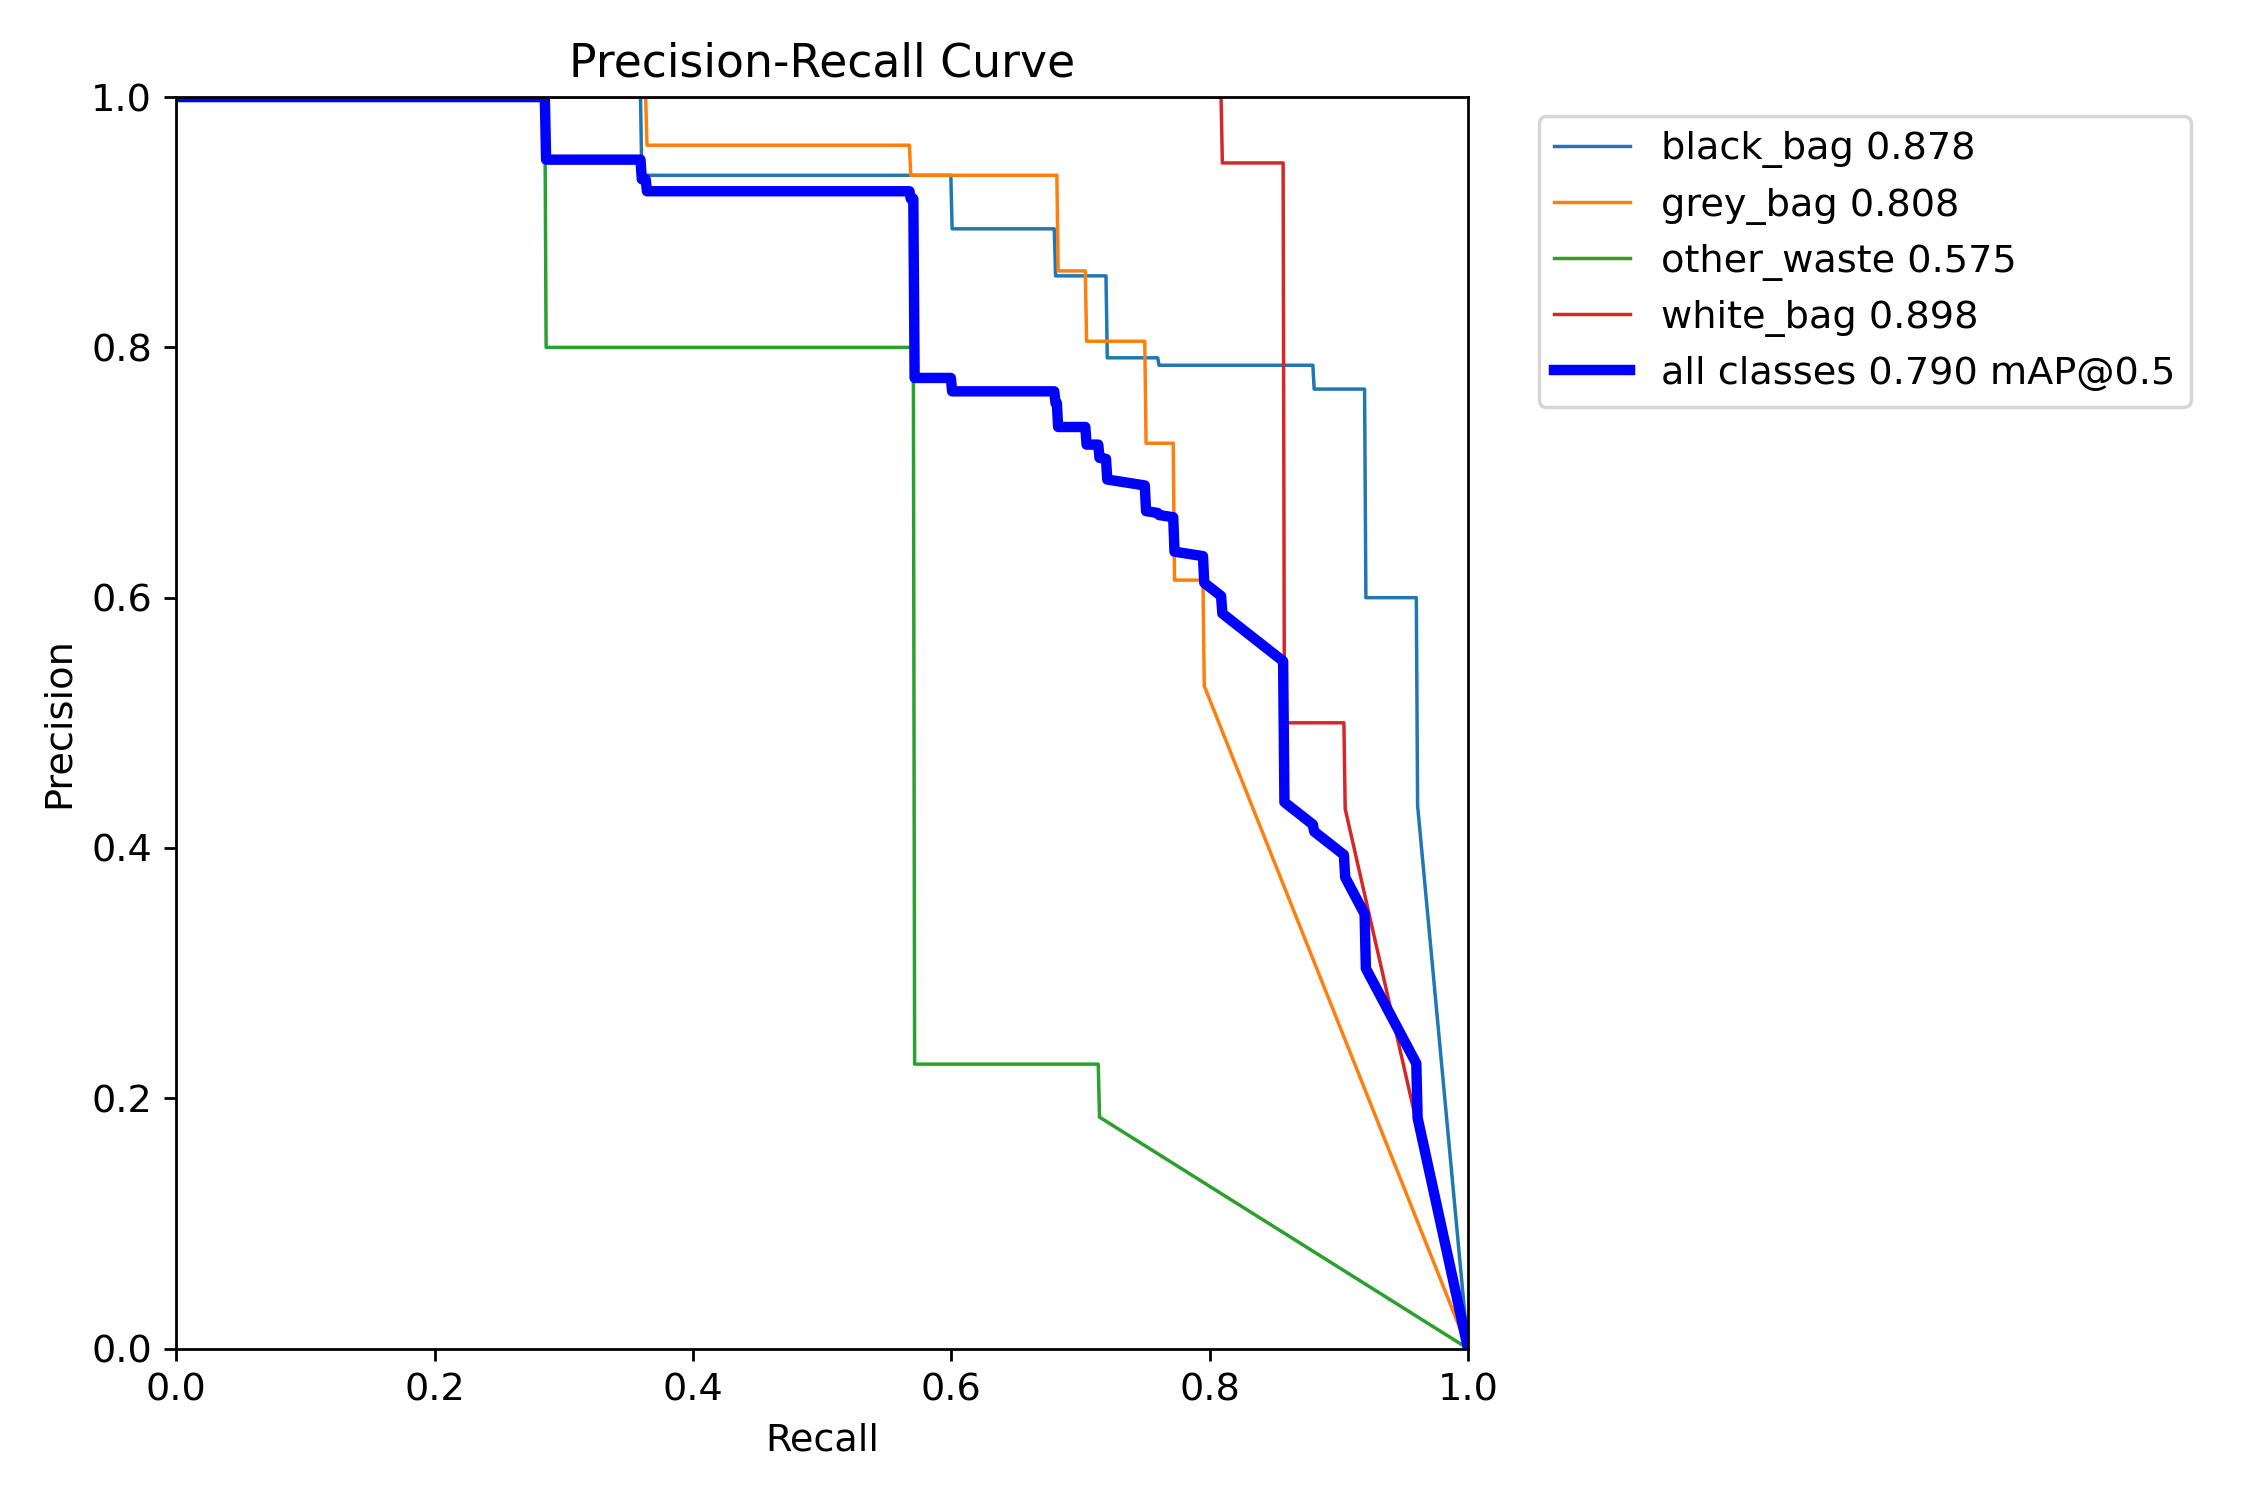 Precision-Recall Curve
1.0
0.8
0.6
0.4
0.2
0.0
Precision
0.0 0.2 0.4 0.6 0.8 1.0
Recall
black_bag 0.878
grey_bag 0.808
other_waste 0.575
white_bag 0.898
all classes 0.790 mAP@0.5